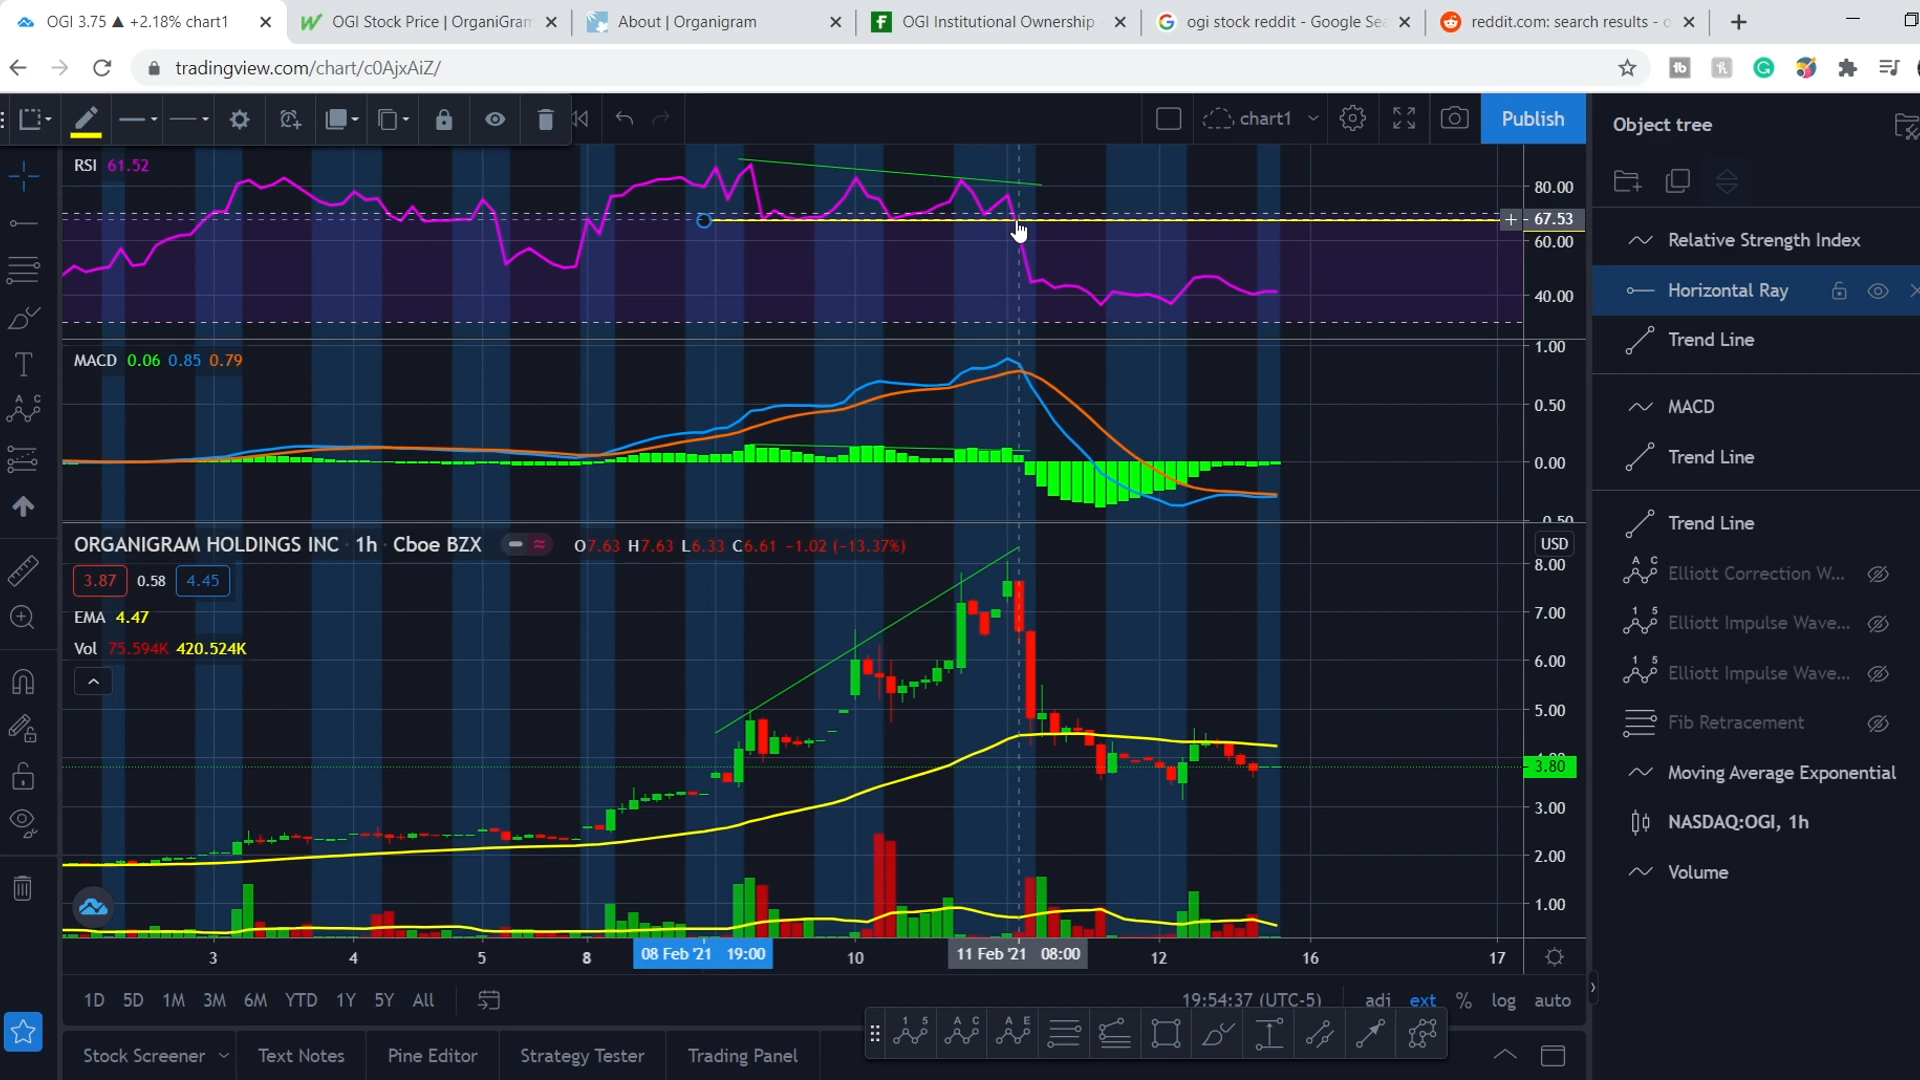 OGI 3.75 ▲ +2.18% chart1
OGI Stock Price | OrganiGram
About | Organigram
OGI Institutional Ownership
ogi stock reddit - Google Sea
reddit.com: search results - o
tradingview.com/chart/c0AjxAiZ/
chart1
Publish
Object tree
RSI 61.52
80.00
67.53
60.00
40.00
Relative Strength Index
Horizontal Ray
Trend Line
MACD 0.06 0.85 0.79
1.00
0.50
0.00
MACD
Trend Line
ORGANIGRAM HOLDINGS INC 1h Cboe BZX
O7.63 H7.63 L6.33 C6.61 -1.02 (-13.37%)
USD
3.87 0.58 4.45
EMA 4.47
Vol 75.594K 420.524K
8.00
7.00
6.00
5.00
3.80
3.00
2.00
1.00
Trend Line
Elliott Correction W...
Elliott Impulse Wave...
Elliott Impulse Wave...
Fib Retracement
Moving Average Exponential
NASDAQ:OGI, 1h
Volume
3 4 5 8 08 Feb '21 19:00 10 11 Feb '21 08:00 12 16 17
1D 5D 1M 3M 6M YTD 1Y 5Y All
19:54:37 (UTC-5) adj ext % log auto
Stock Screener Text Notes Pine Editor Strategy Tester Trading Panel